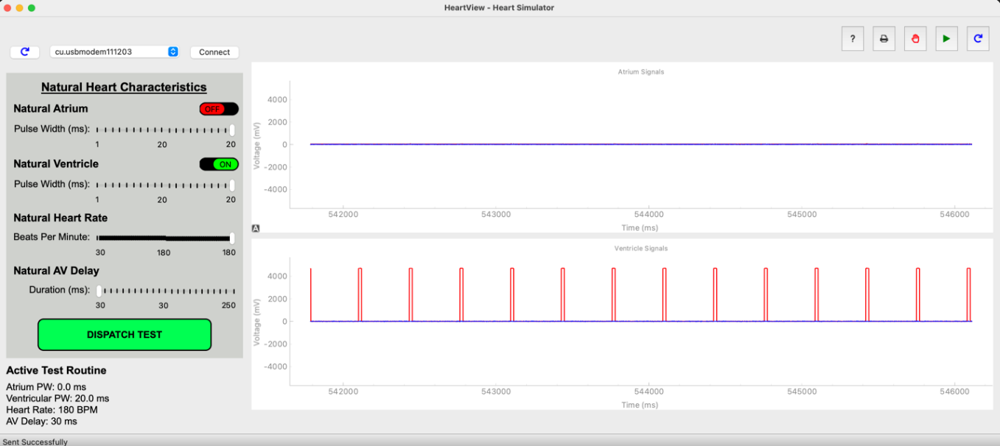 HeartView - Heart Simulator
?
cu.usbmodem111203
Connect
Natural Heart Characteristics
Natural Atrium
OFF
Pulse Width (ms):
1 20 20
Natural Ventricle
ON
Pulse Width (ms):
1 20 20
Natural Heart Rate
Beats Per Minute:
30 180 180
Natural AV Delay
Duration (ms):
30 30 250
DISPATCH TEST
Active Test Routine
Atrium PW: 0.0 ms
Ventricular PW: 20.0 ms
Heart Rate: 180 BPM
AV Delay: 30 ms
Sent Successfully
Atrium Signals
Voltage (mV)
4000
2000
0
-2000
-4000
542000 543000 544000 545000 546000
Time (ms)
A
Ventricle Signals
Voltage (mV)
4000
2000
0
-2000
-4000
542000 543000 544000 545000 546000
Time (ms)